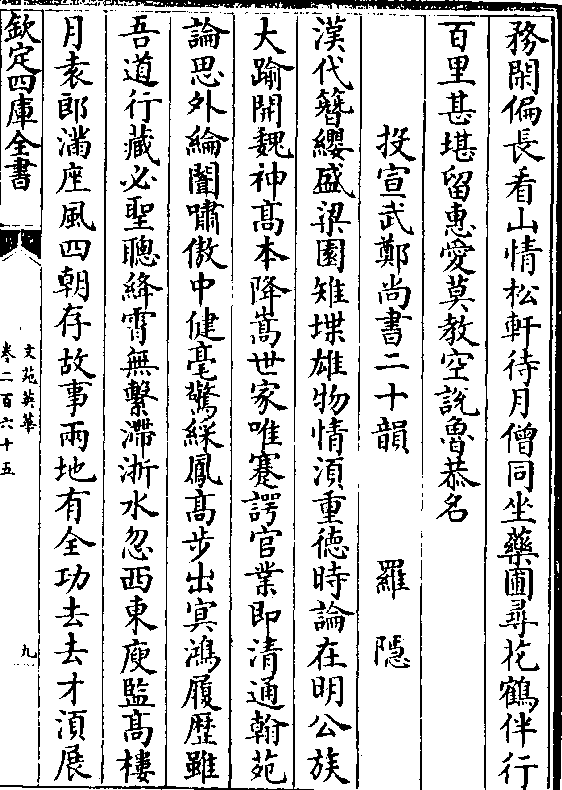 務閑偏長看山情松軒待月僧同坐藥圃尋花鶴伴行
百里甚堪留惠愛莫教空說魯恭名
投宣武鄭尚書二十韻 羅隱
漢代簪纓盛梁園雉堞雄物情須重德時論在明公族
大踰開魏神髙本降嵩世家唯蹇諤官業即清通翰苑
論思外綸闈嘯傲中健毫驚綵鳳髙步出冥鴻履歴雖
吾道行藏必聖聰絳霄無繫滯浙水忽西東庾監髙樓
月袁郎滿座風四朝存故事兩地有全功去去才須展
欽定四庫全書
文苑英華
卷二百六十五
九